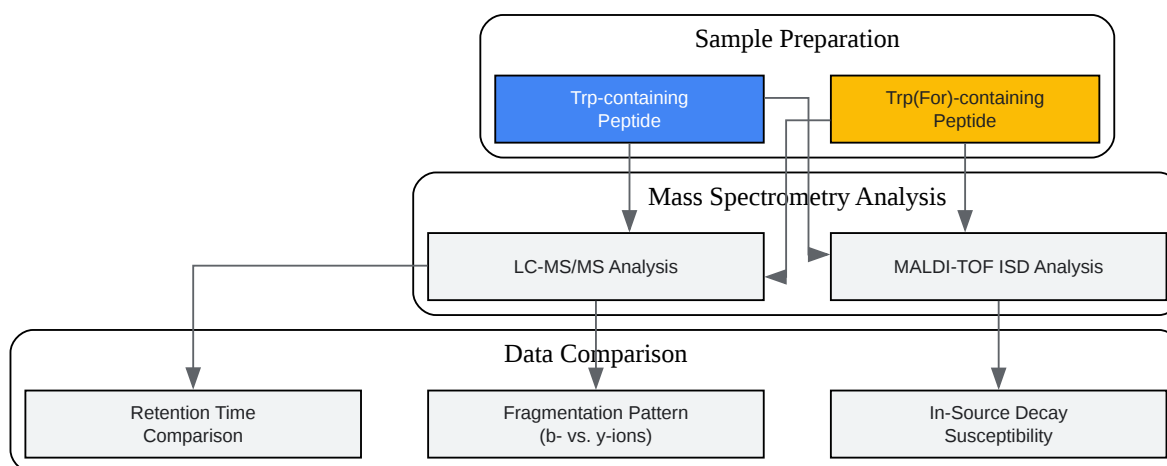 Sample Preparation
Trp-containing
Peptide
Trp(For)-containing
Peptide
Mass Spectrometry Analysis
LC-MS/MS Analysis
MALDI-TOF ISD Analysis
Data Comparison
Retention Time
Comparison
Fragmentation Pattern
(b- vs. y-ions)
In-Source Decay
Susceptibility